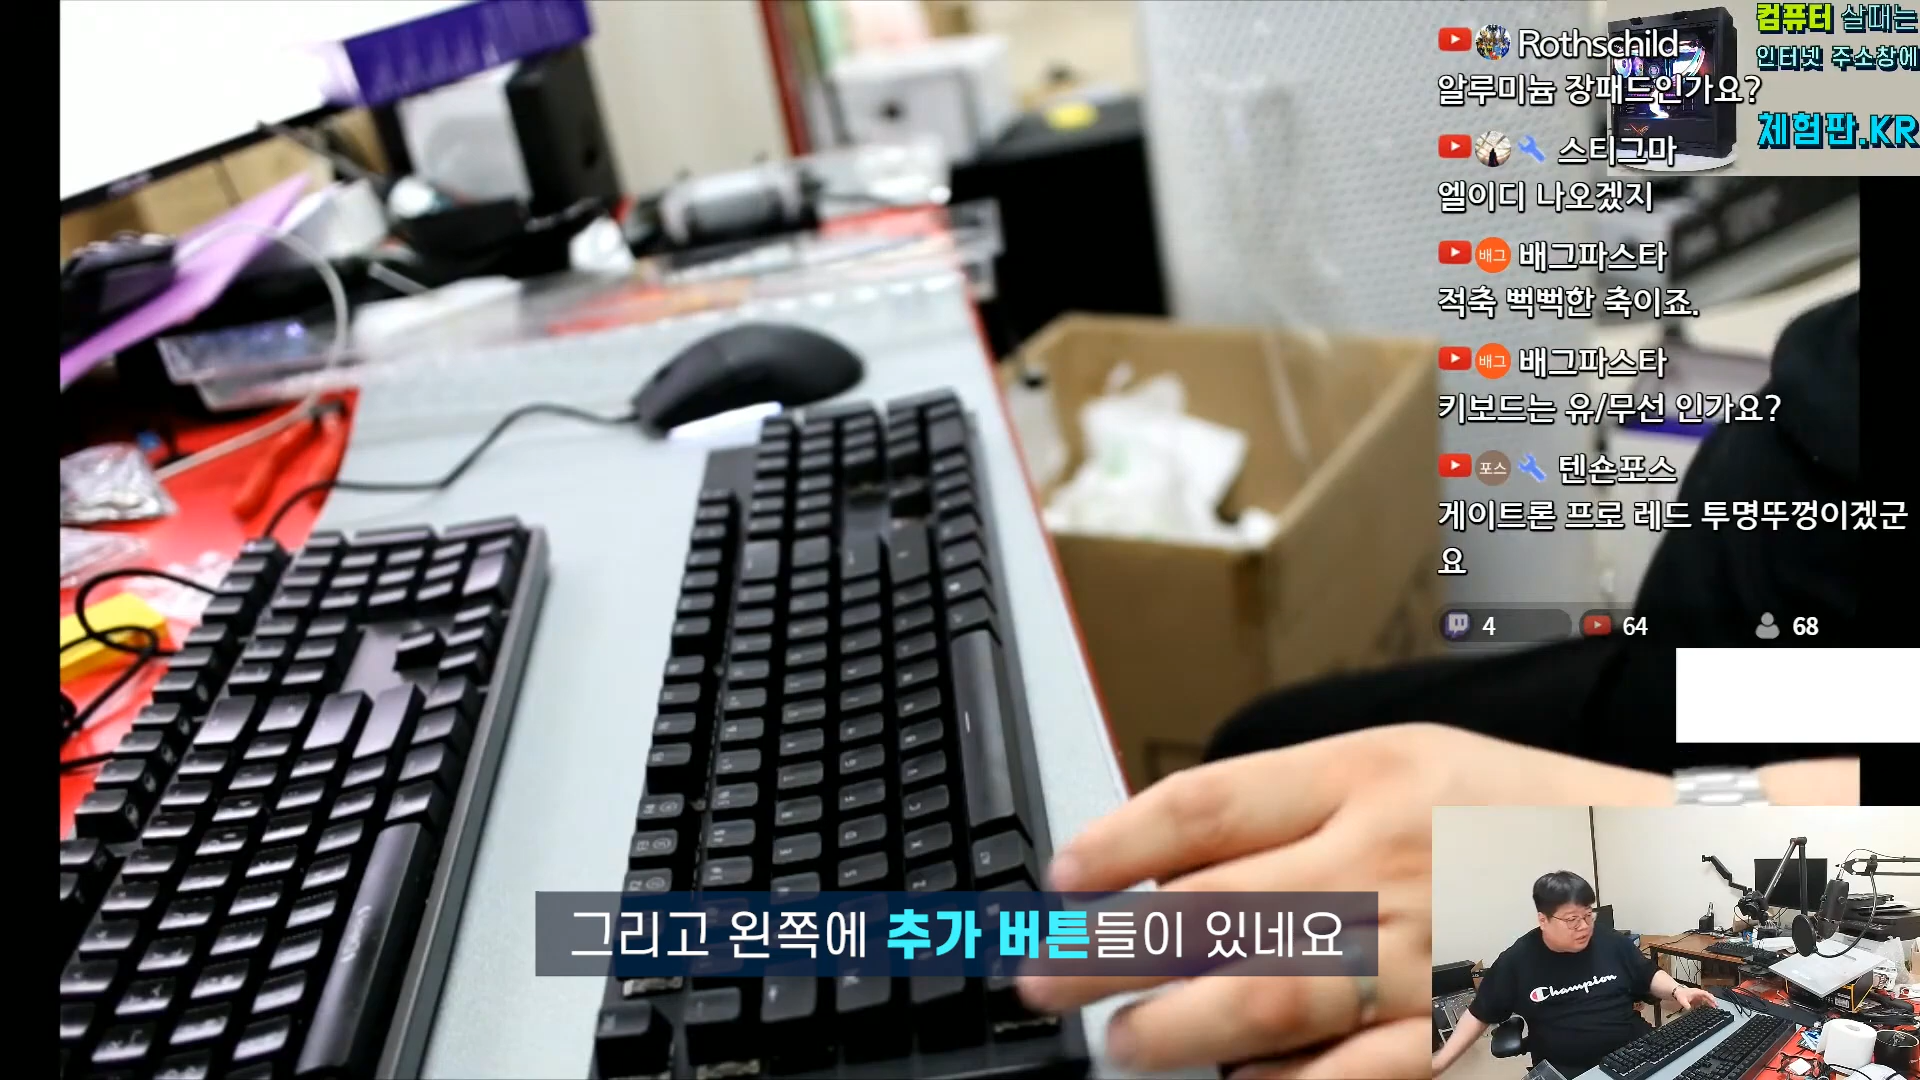 컴퓨터 살때는
인터넷 주소창에
체험판.KR
Rothschild-
알루미늄 장패드인가요?
스티그마
엘이디 나오겠지
배그 배그파스타
적축 뻑뻑한 축이죠.
배그 배그파스타
키보드는 유/무선 인가요?
포스 텐숀포스
게이트론 프로 레드 투명뚜껑이겠군
요
4 64 68
그리고 왼쪽에 추가 버튼들이 있네요
Champion